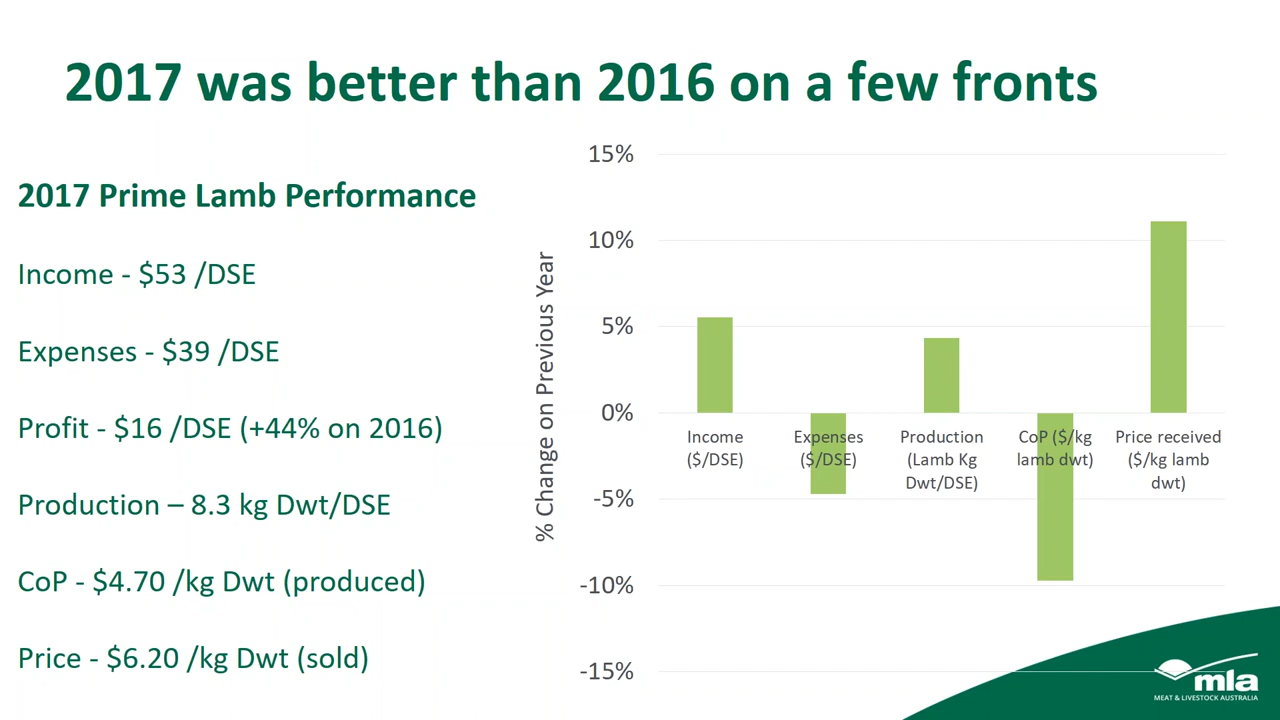 2017 was better than 2016 on a few fronts
2017 Prime Lamb Performance
Income - $53 /DSE
Expenses - $39 /DSE
Profit - $16 /DSE (+44% on 2016)
Production – 8.3 kg Dwt/DSE
CoP - $4.70 /kg Dwt (produced)
Price - $6.20 /kg Dwt (sold)
% Change on Previous Year
15%
10%
5%
0%
-5%
-10%
-15%
Income
($/DSE)
Expenses
($/DSE)
Production
(Lamb Kg
Dwt/DSE)
CoP ($/kg
lamb dwt)
Price received
($/kg lamb
dwt)
mla
MEAT & LIVESTOCK AUSTRALIA